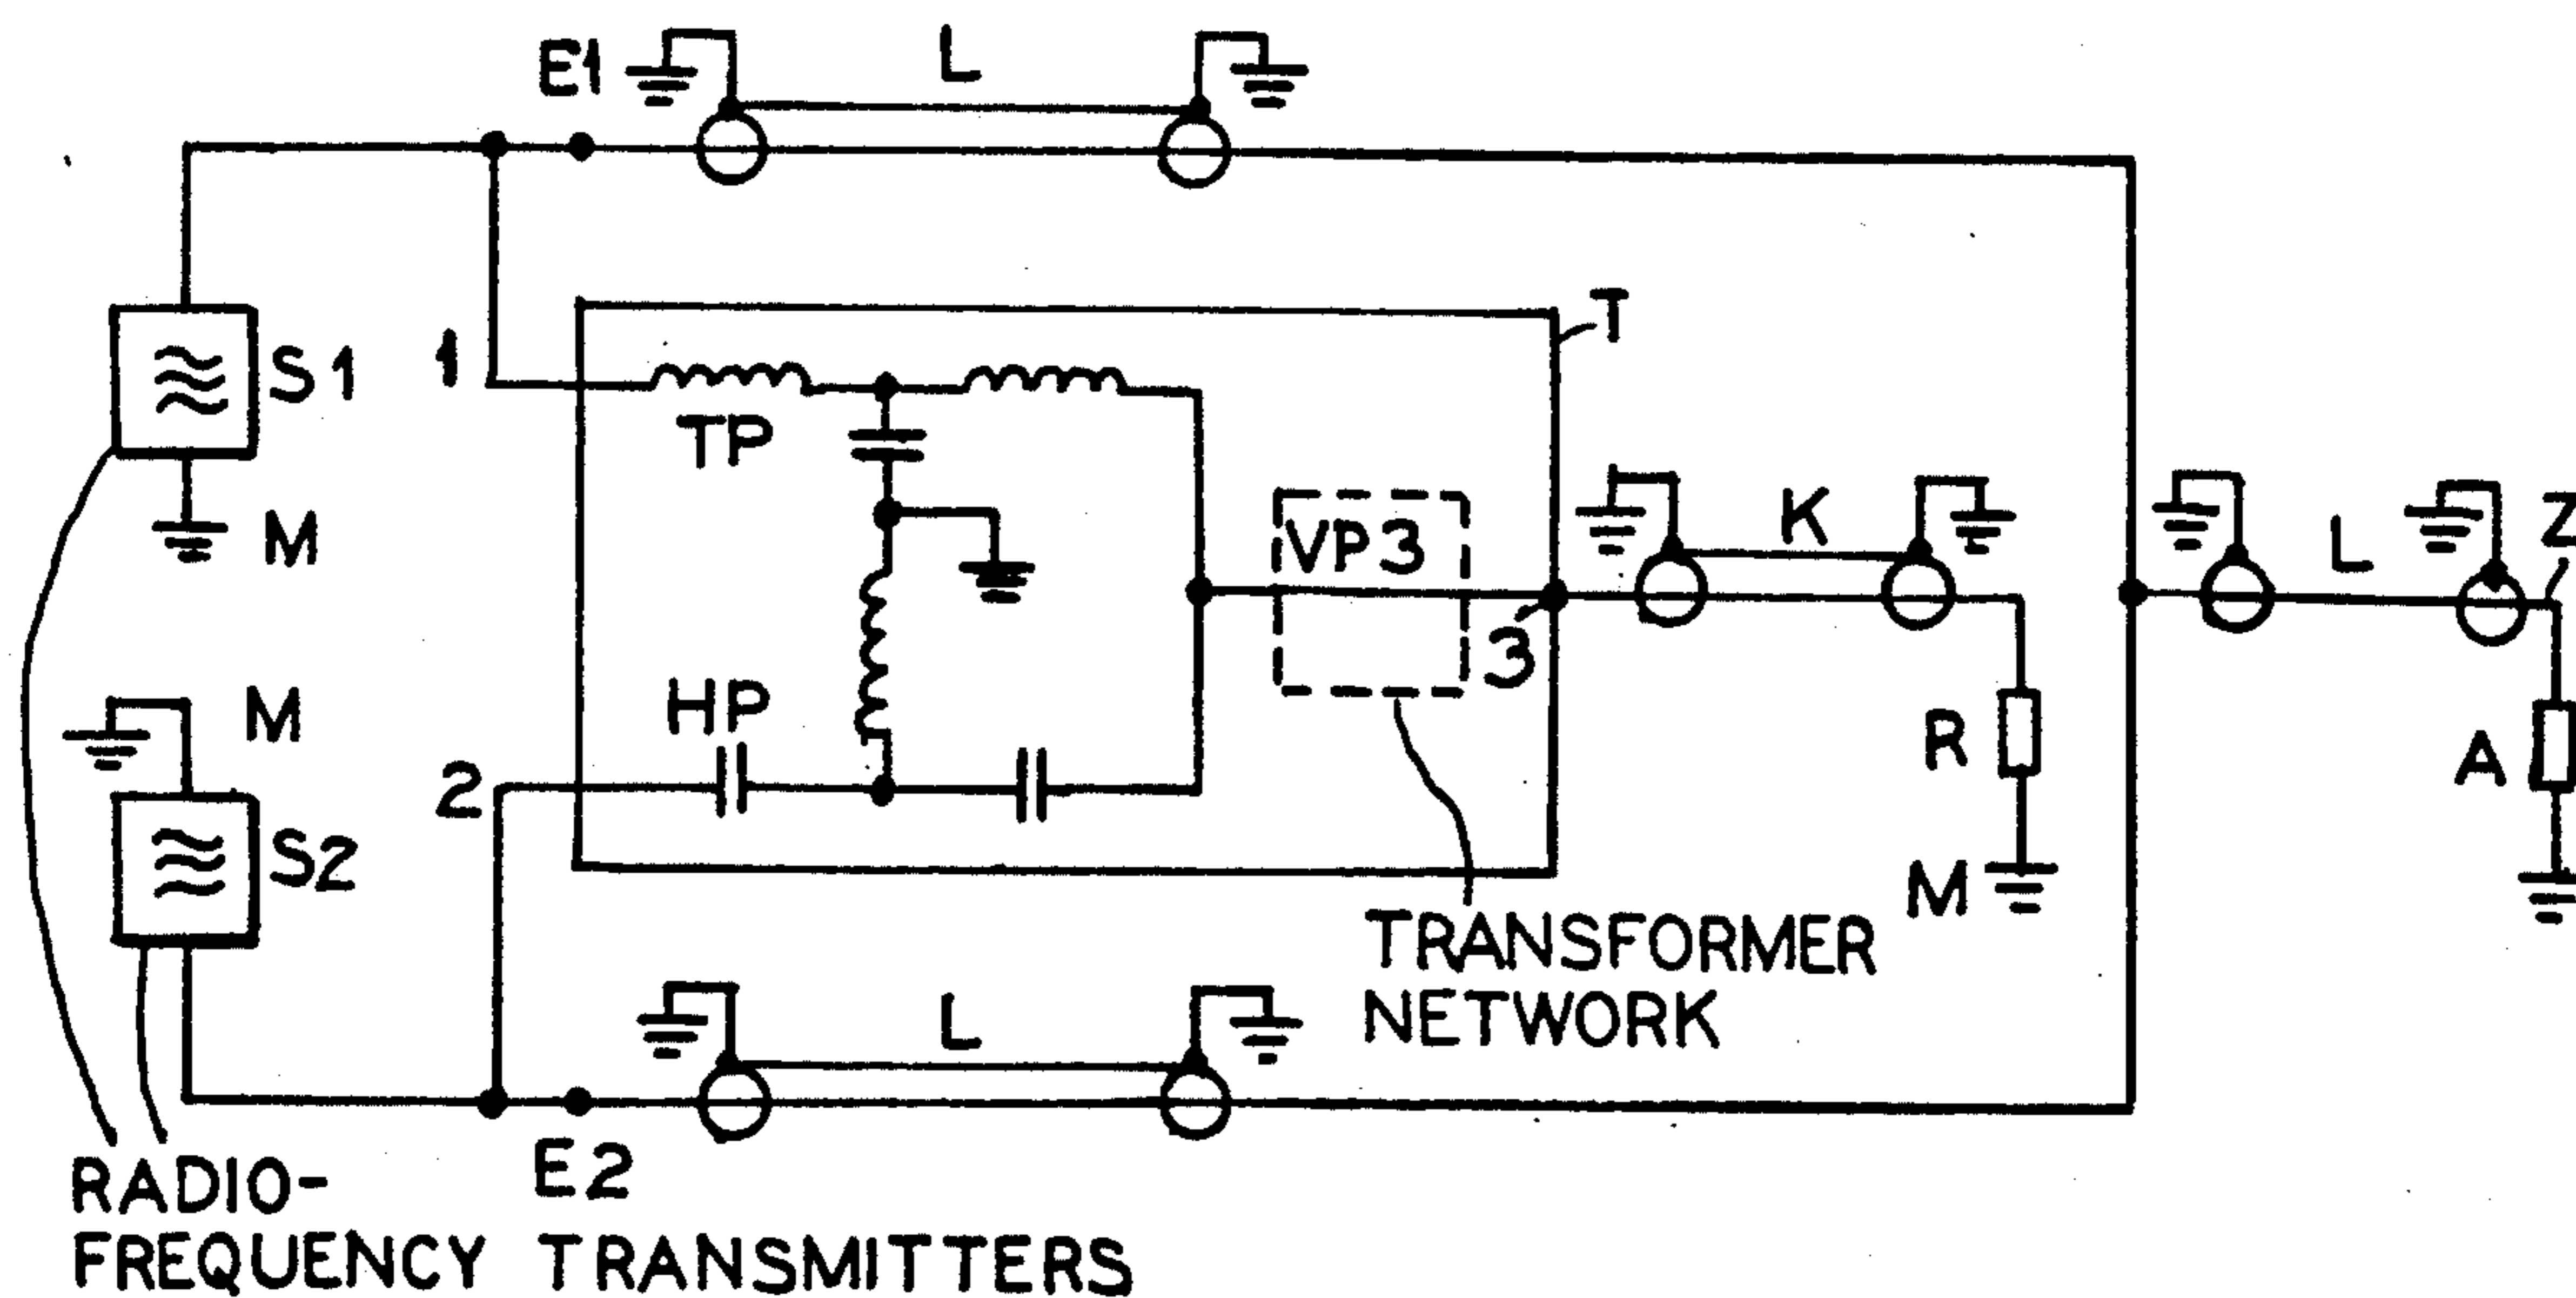 E1
L
T
S1
1
TP
M
VP3
K
L
Z
3
M
HP
R
A
S2
2
M
TRANSFORMER
NETWORK
L
E2
RADIO-
FREQUENCY TRANSMITTERS